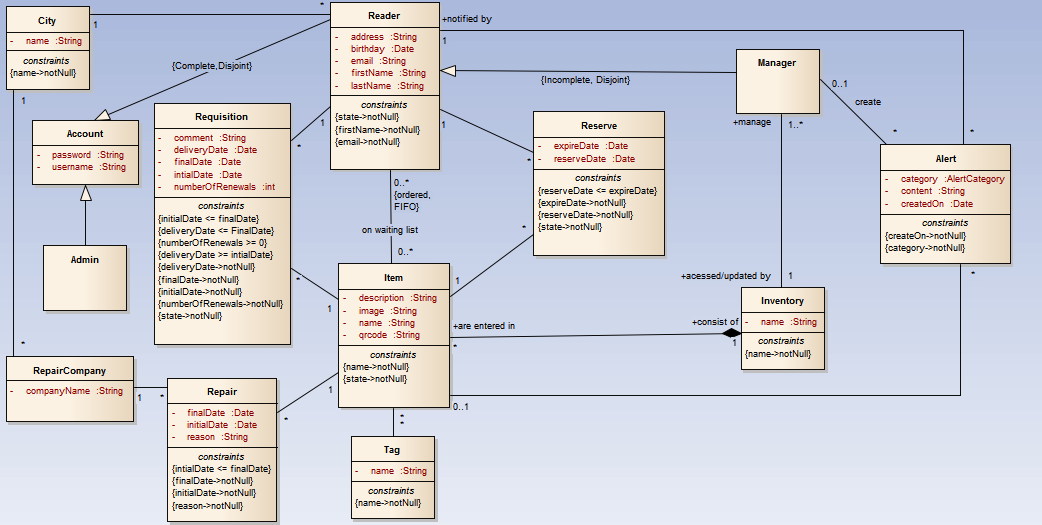 City
- name :String
constraints
{name->notNull}
1
*
1
*
Reader
- address :String
- birthday :Date
- email :String
- firstName :String
- lastName :String
constraints
{state->notNull}
{firstName->notNull}
{email->notNull}
+notified by
1
*
{Complete,Disjoint}
{Incomplete, Disjoint}
Manager
+manage
1..*
0..1
create
*
Account
- password :String
- username :String
Admin
Requisition
- comment :String
- deliveryDate :Date
- finalDate :Date
- intialDate :Date
- numberOfRenewals :int
constraints
{initialDate <= finalDate}
{deliveryDate <= FinalDate}
{numberOfRenewals >= 0}
{deliveryDate >= intialDate}
{deliveryDate->notNull}
{finalDate->notNull}
{initialDate->notNull}
{numberOfRenewals->notNull}
{state->notNull}
1
*
*
1
Reserve
- expireDate :Date
- reserveDate :Date
constraints
{reserveDate <= expireDate}
{expireDate->notNull}
{reserveDate->notNull}
{state->notNull}
1
*
*
1
Alert
- category :AlertCategory
- content :String
- createdOn :Date
constraints
{createOn->notNull}
{category->notNull}
*
0..1
0..*
{ordered,
FIFO}
on waiting list
0..*
Item
- description :String
- image :String
- name :String
- qrcode :String
constraints
{name->notNull}
{state->notNull}
+are entered in
*
+consist of
1
+acessed/updated by
1
Inventory
- name :String
constraints
{name->notNull}
RepairCompany
- companyName :String
1
*
Repair
- finalDate :Date
- initialDate :Date
- reason :String
constraints
{intialDate <= finalDate}
{finalDate->notNull}
{initialDate->notNull}
{reason->notNull}
*
1
*
*
Tag
- name :String
constraints
{name->notNull}